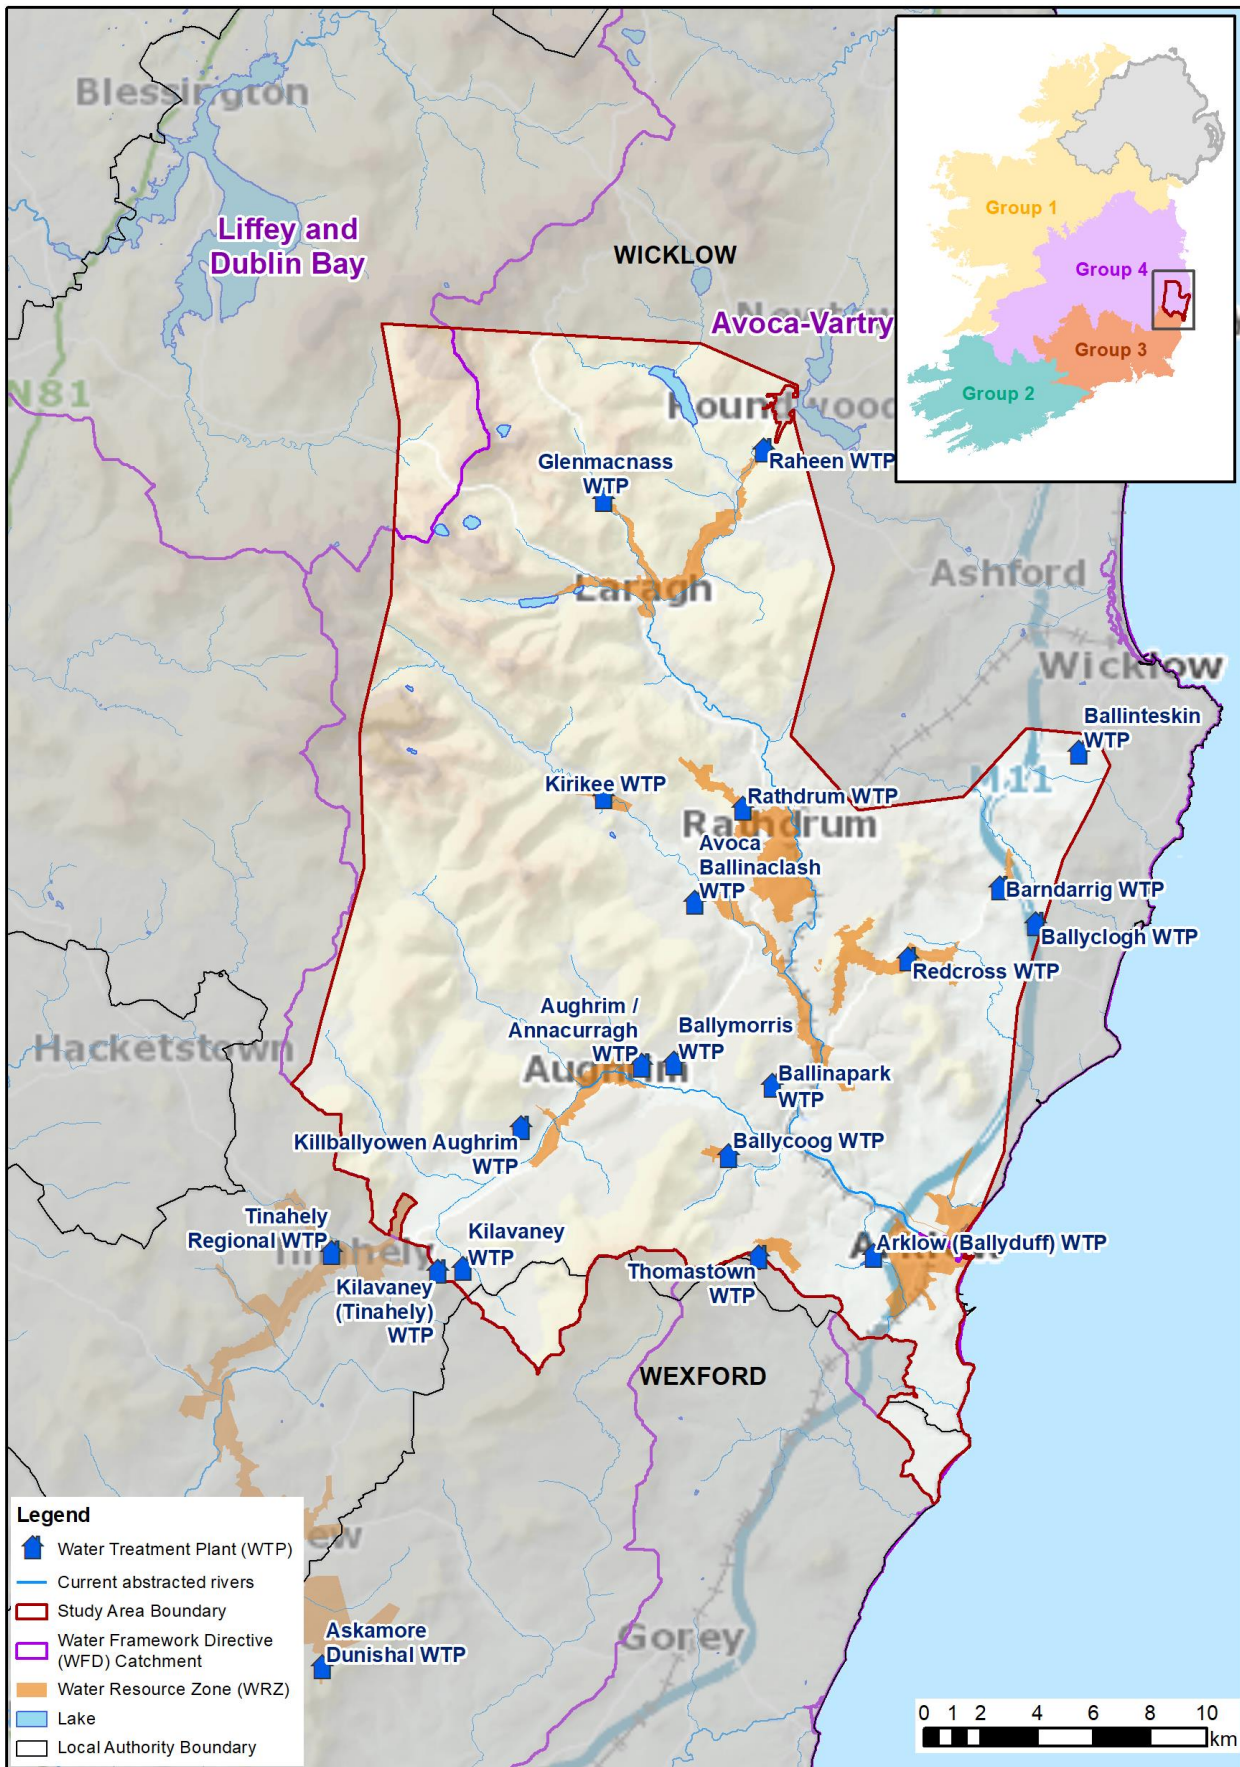 Blessington
Liffey and
Dublin Bay
WICKLOW
Avoca-Vartry
N81
Group 1
Group 4
Group 3
Group 2
Glenmacnass
WTP
Raheen WTP
Laragh
Ashford
Wicklow
Ballinteskin
WTP
M11
Kirikee WTP
Rathdrum WTP
Rathdrum
Avoca
Ballinaclash
WTP
Barndarrig WTP
Ballyclogh WTP
Redcross WTP
Hacketstown
Aughrim /
Annacurragh
WTP
Ballymorris
WTP
Aughrim
Ballinapark
WTP
Killballyowen Aughrim
WTP
Ballycoog WTP
Tinahely
Regional WTP
Tinahely
Kilavaney
WTP
Kilavaney
(Tinahely)
WTP
Thomastown
WTP
Arklow (Ballyduff) WTP
WEXFORD
Gorey
Askamore
Dunishal WTP
Legend
Water Treatment Plant (WTP)
Current abstracted rivers
Study Area Boundary
Water Framework Directive
(WFD) Catchment
Water Resource Zone (WRZ)
Lake
Local Authority Boundary
0 1 2 4 6 8 10
km